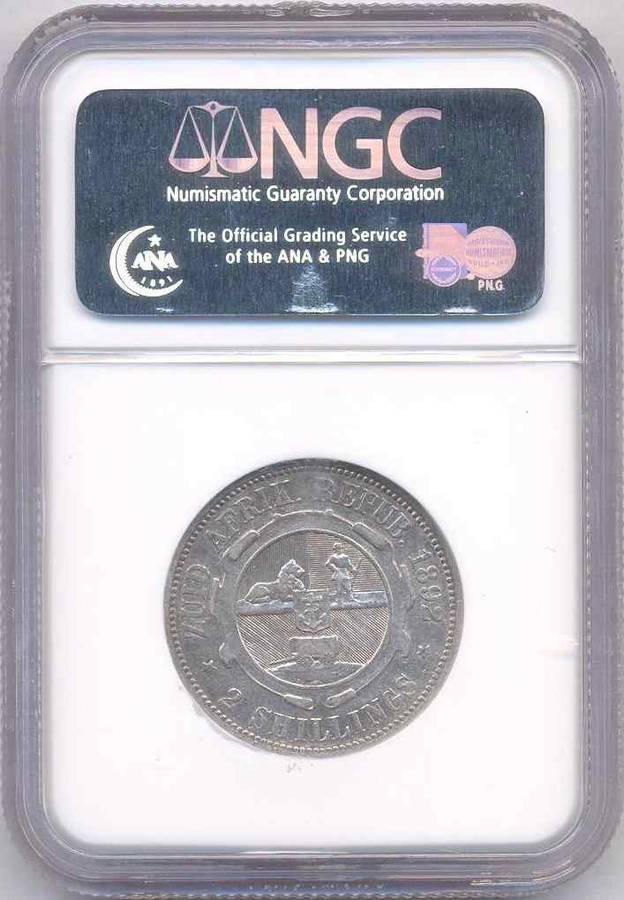 NGC
Numismatic Guaranty Corporation
The Official Grading Service
of the ANA & PNG
ANA
1891
P.N.G.
ZUID AFRIK. REPUB. 1892
2 SHILLINGS